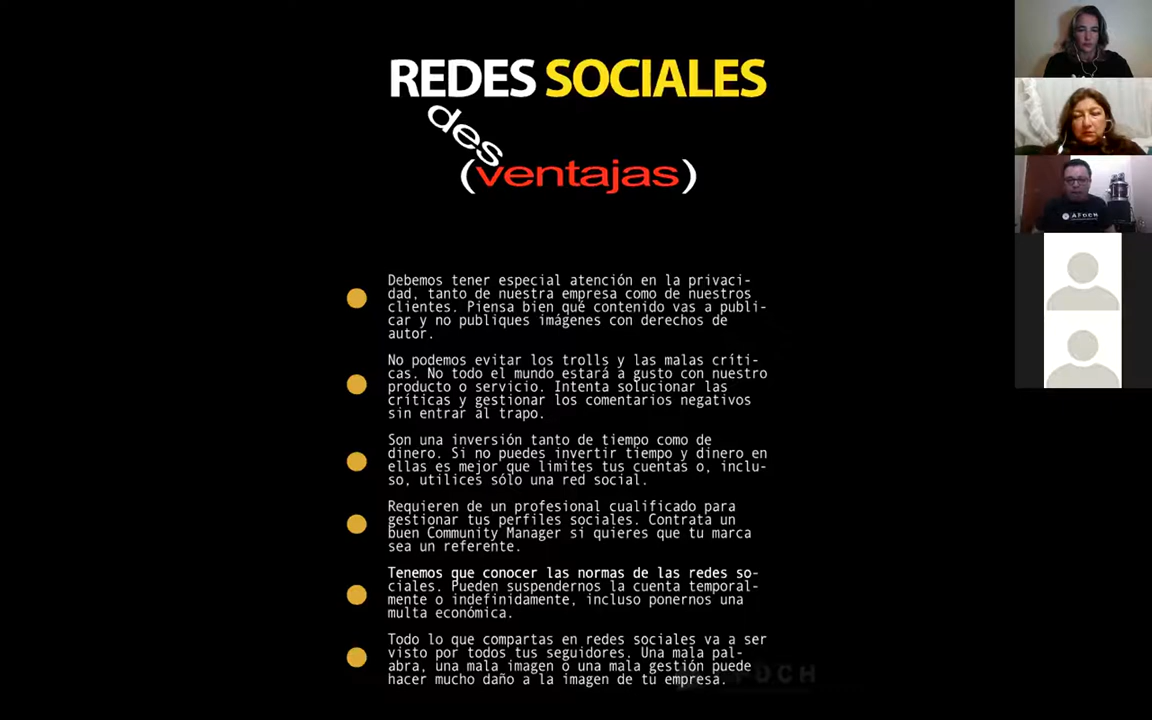 REDES SOCIALES
des
(ventajas)
Debemos tener especial atención en la privaci-
dad, tanto de nuestra empresa como de nuestros
clientes. Piensa bien qué contenido vas a publi-
car y no publiques imágenes con derechos de
autor.
No podemos evitar los trolls y las malas críti-
cas. No todo el mundo estará a gusto con nuestro
producto o servicio. Intenta solucionar las
críticas y gestionar los comentarios negativos
sin entrar al trapo.
Son una inversión tanto de tiempo como de
dinero. Si no puedes invertir tiempo y dinero en
ellas es mejor que limites tus cuentas o, inclu-
so, utilices sólo una red social.
Requieren de un profesional cualificado para
gestionar tus perfiles sociales. Contrata un
buen Community Manager si quieres que tu marca
sea un referente.
Tenemos que conocer las normas de las redes so-
ciales. Pueden suspendernos la cuenta temporal-
mente o indefinidamente, incluso ponernos una
multa económica.
Todo lo que compartas en redes sociales va a ser
visto por todos tus seguidores. Una mala pal-
abra, una mala imagen o una mala gestión puede
hacer mucho daño a la imagen de tu empresa.
AFDCH